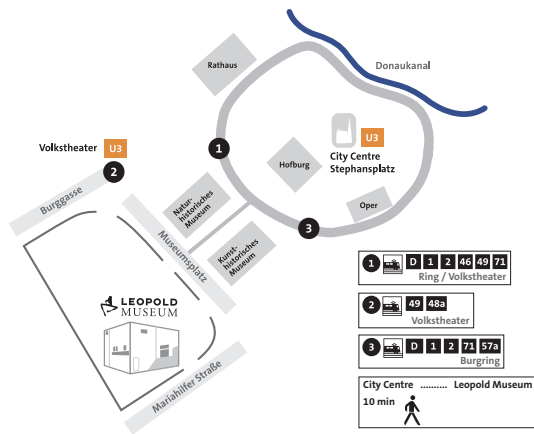 Rathaus
Donaukanal
U3
City Centre
Stephansplatz
Volkstheater
U3
1
2
Hofburg
Oper
Burggasse
Natur-
historisches
Museum
3
Museumsplatz
Kunst-
historisches
Museum
LEOPOLD
MUSEUM
Mariahilfer Straße
1 D 1 2 46 49 71
Ring / Volkstheater
2 49 48a
Volkstheater
3 D 1 2 71 57a
Burgring
City Centre .......... Leopold Museum
10 min